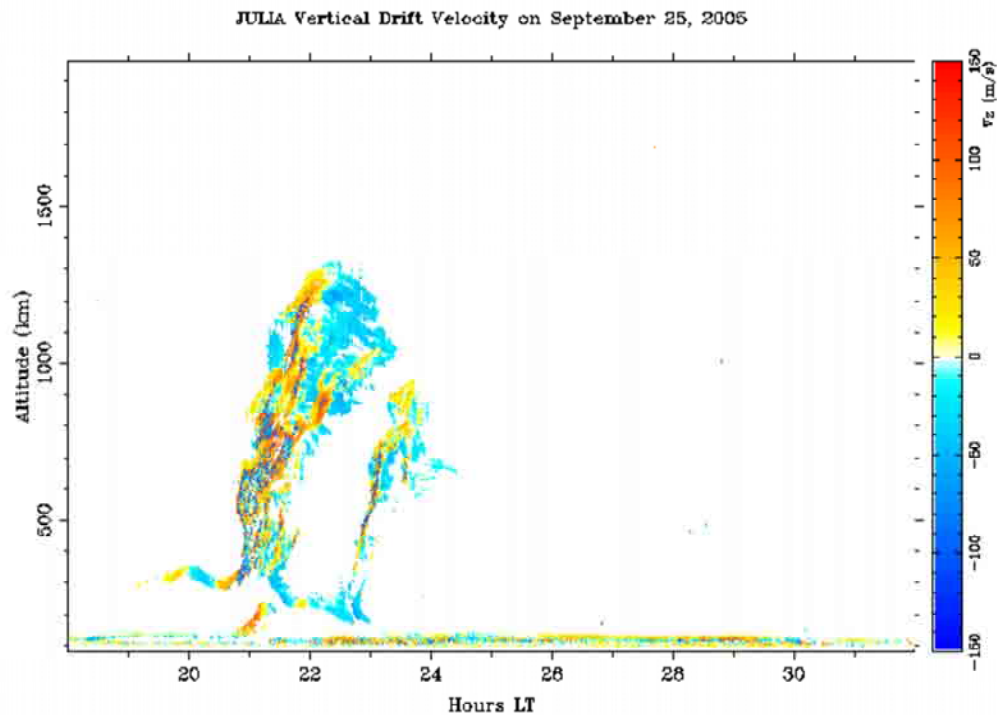 JULIA Vertical Drift Velocity on September 25, 2005
Altitude (km)
1500
1000
500
20 22 24 26 28 30
Hours LT
150
100
50
0
−50
−100
−150
Vz (m/s)